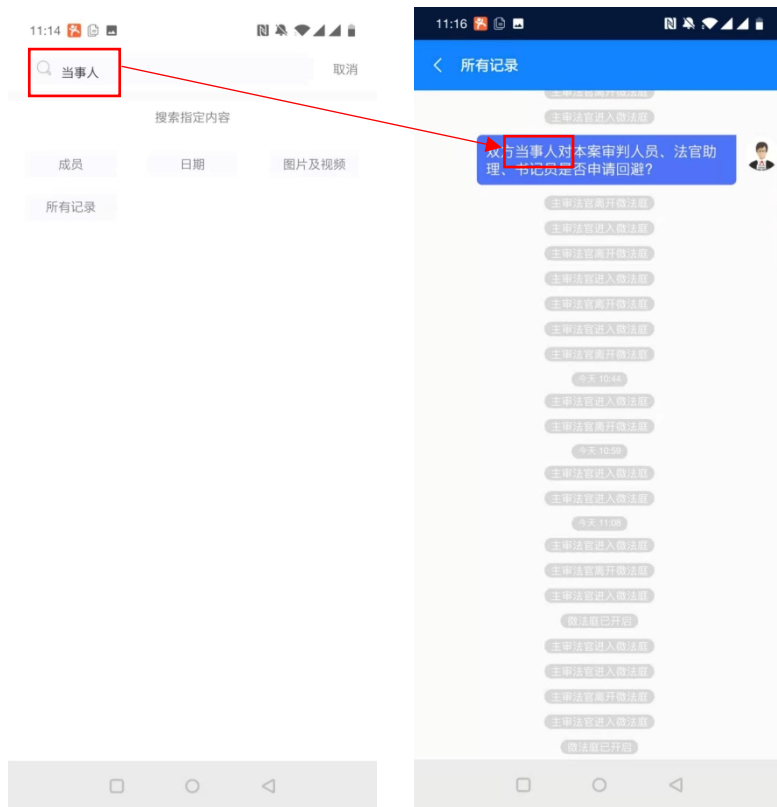 11:14
当事人
取消
搜索指定内容
成员
日期
图片及视频
所有记录
11:16
所有记录
主审法官离开微法庭
主审法官进入微法庭
双方当事人对本案审判人员、法官助
理、书记员是否申请回避?
主审法官离开微法庭
主审法官进入微法庭
主审法官离开微法庭
主审法官进入微法庭
主审法官离开微法庭
主审法官进入微法庭
主审法官离开微法庭
今天 10:44
主审法官进入微法庭
主审法官离开微法庭
今天 10:59
主审法官进入微法庭
主审法官进入微法庭
今天 11:08
主审法官进入微法庭
主审法官离开微法庭
主审法官进入微法庭
微法庭已开启
主审法官进入微法庭
主审法官进入微法庭
主审法官离开微法庭
主审法官进入微法庭
微法庭已开启